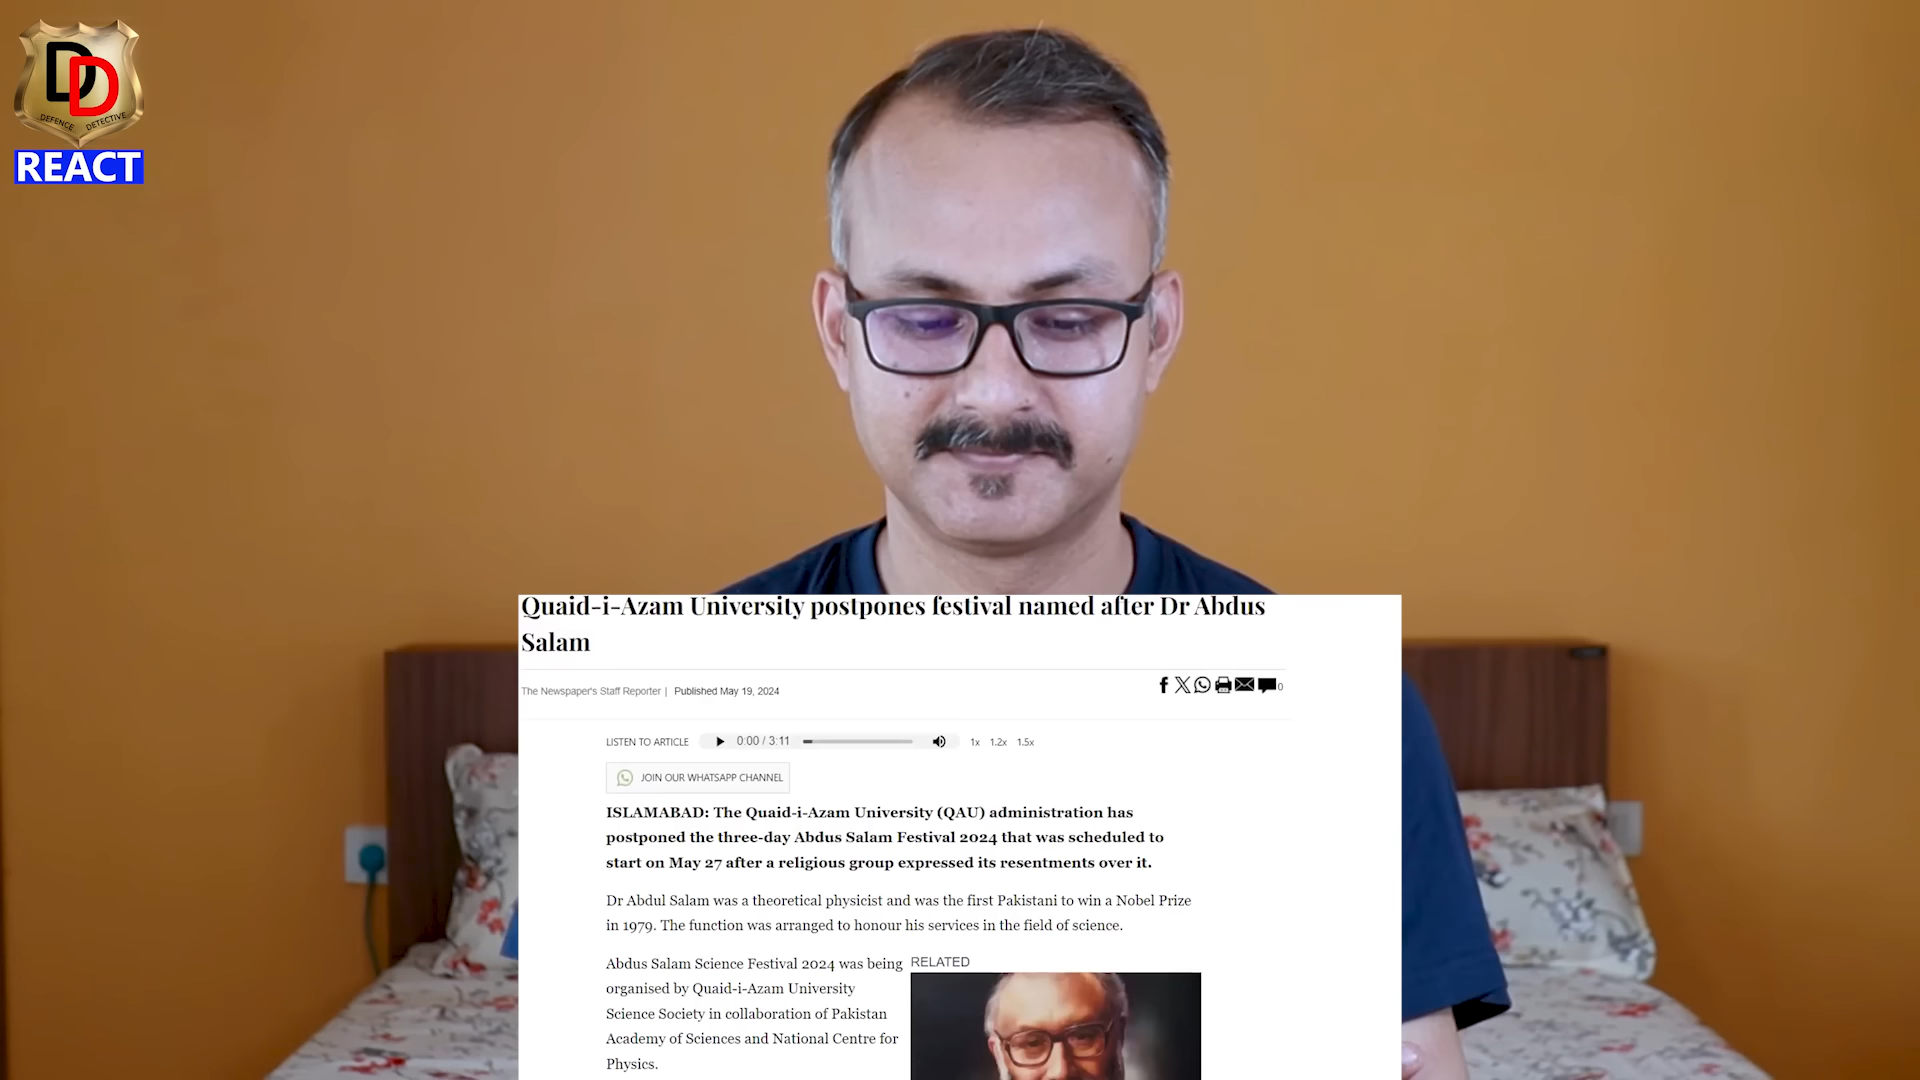 DD
DEFENCE DETECTIVE
REACT
Quaid-i-Azam University postpones festival named after Dr Abdus
Salam
The Newspaper's Staff Reporter | Published May 19, 2024
0
LISTEN TO ARTICLE 0:00 / 3:11 1x 1.2x 1.5x
JOIN OUR WHATSAPP CHANNEL
ISLAMABAD: The Quaid-i-Azam University (QAU) administration has
postponed the three-day Abdus Salam Festival 2024 that was scheduled to
start on May 27 after a religious group expressed its resentments over it.
Dr Abdul Salam was a theoretical physicist and was the first Pakistani to win a Nobel Prize
in 1979. The function was arranged to honour his services in the field of science.
Abdus Salam Science Festival 2024 was being
organised by Quaid-i-Azam University
Science Society in collaboration of Pakistan
Academy of Sciences and National Centre for
Physics.
RELATED